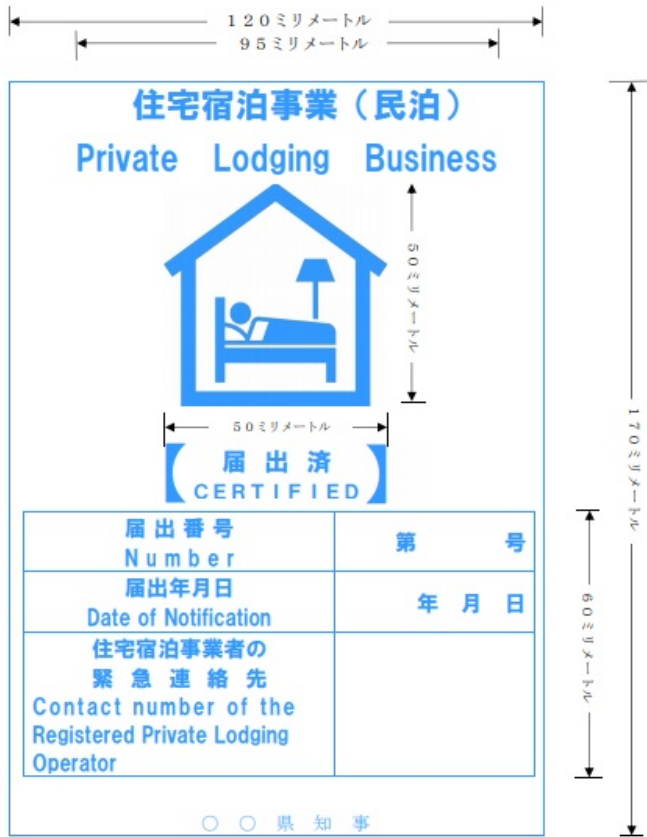 120ミリメートル
95ミリメートル
住宅宿泊事業（民泊）
Private Lodging Business
50ミリメートル
50ミリメートル
【届出済
CERTIFIED】
届出番号
Number
第 号
届出年月日
Date of Notification
年 月 日
住宅宿泊事業者の
緊急連絡先
Contact number of the
Registered Private Lodging
Operator
60ミリメートル
170ミリメートル
〇〇県知事